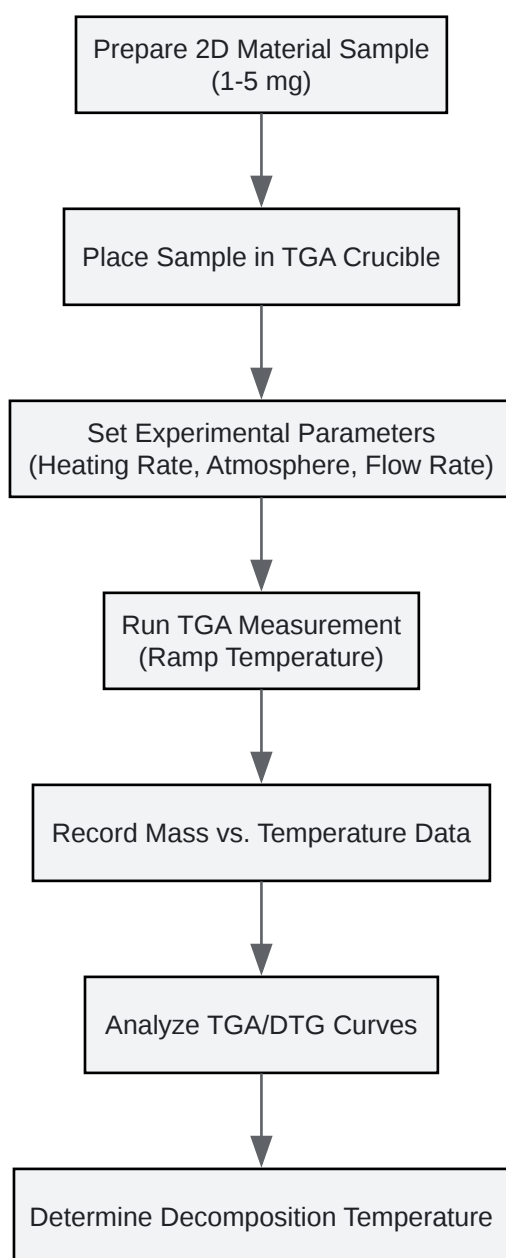 Prepare 2D Material Sample
(1-5 mg)
Place Sample in TGA Crucible
Set Experimental Parameters
(Heating Rate, Atmosphere, Flow Rate)
Run TGA Measurement
(Ramp Temperature)
Record Mass vs. Temperature Data
Analyze TGA/DTG Curves
Determine Decomposition Temperature